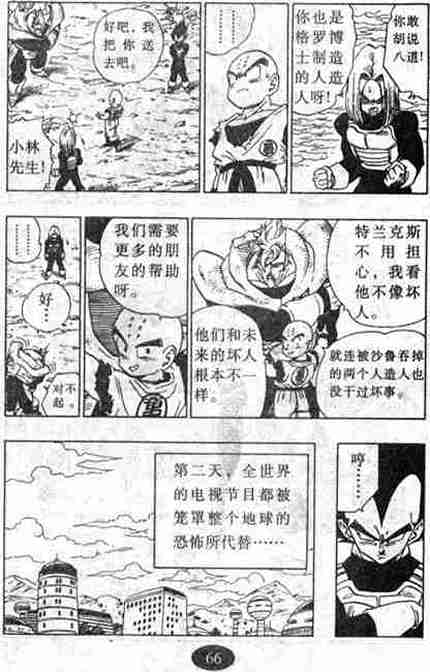 你敢
胡说
八道!
你也是
格罗博
士制造
的人造
人呀!
……
好吧,我
把你送
去吧。
小林
先生!
特兰克斯
不用担
心,我看
他不像坏
人。
就连被沙鲁吞掉
的两个人造人也
没干过坏事。
他们和未
来的坏人
根本不一
样。
我们需要
更多的朋
友的帮助
呀。
……
好…
对不
起。
哼……
第二天,全世界
的电视节目都被
笼罩整个地球的
恐怖所代替……
66